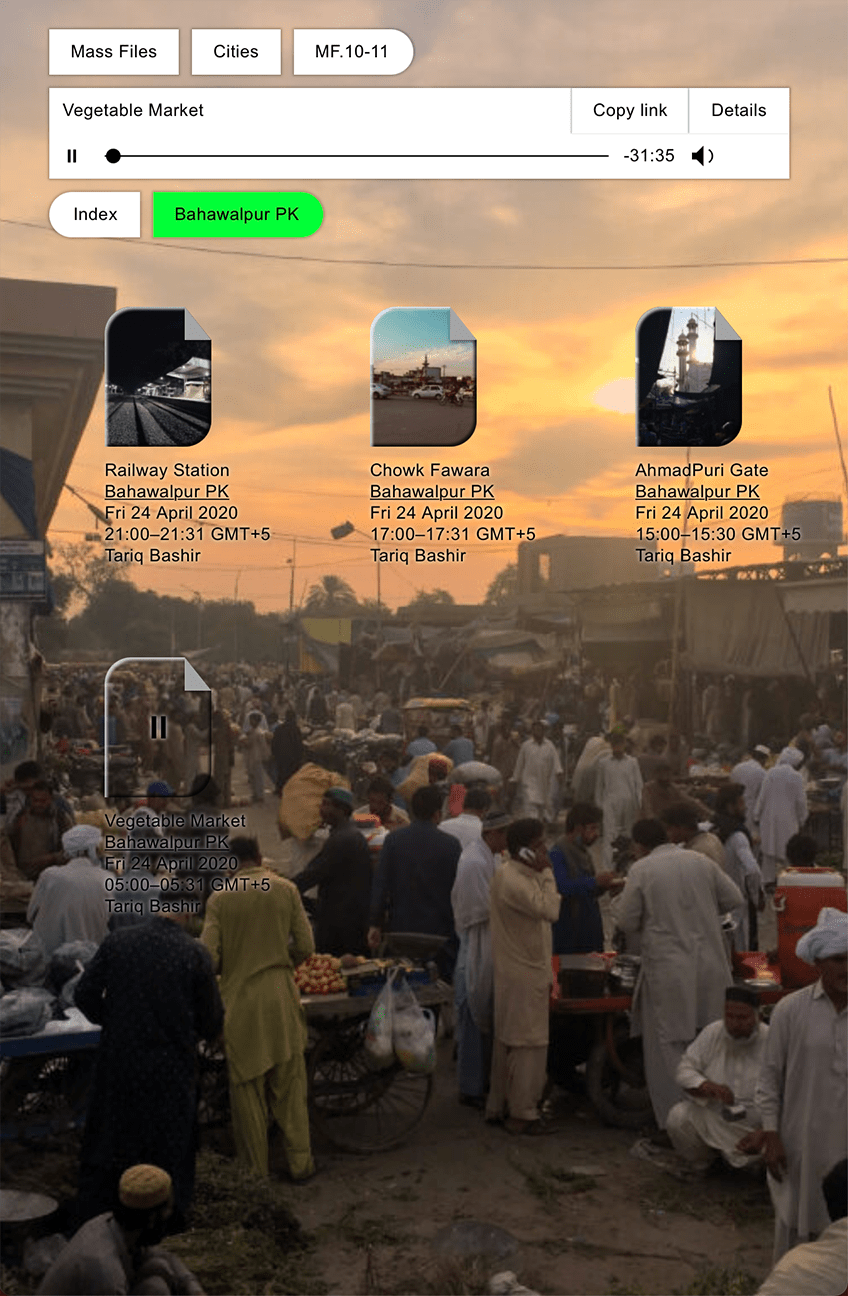 Mass Files
Cities
MF.10-11
Vegetable Market
Copy link
Details
-31:35
Index
Bahawalpur PK
Railway Station
Bahawalpur PK
Fri 24 April 2020
21:00–21:31 GMT+5
Tariq Bashir
Chowk Fawara
Bahawalpur PK
Fri 24 April 2020
17:00–17:31 GMT+5
Tariq Bashir
AhmadPuri Gate
Bahawalpur PK
Fri 24 April 2020
15:00–15:30 GMT+5
Tariq Bashir
Vegetable Market
Bahawalpur PK
Fri 24 April 2020
05:00–05:31 GMT+5
Tariq Bashir